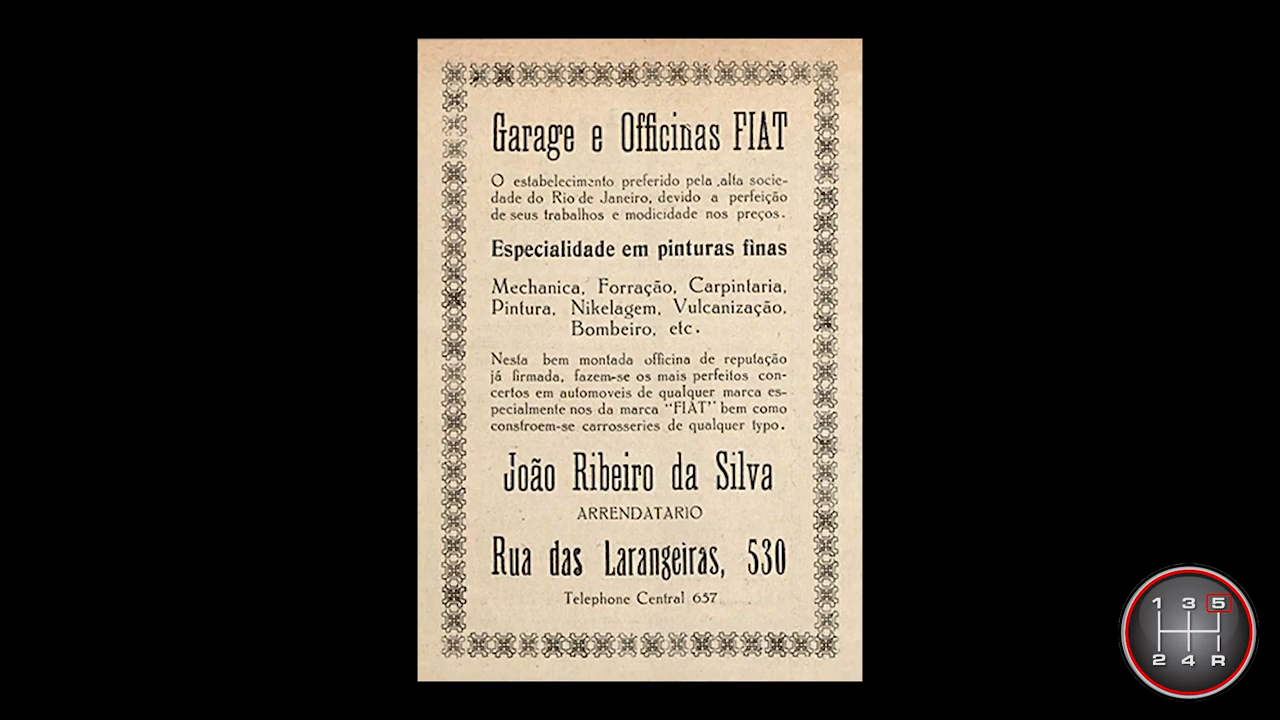 Garage e Officinas FIAT
O estabelecimento preferido pela alta socie-
dade do Rio de Janeiro, devido a perfeição
de seus trabalhos e modicidade nos preços.
Especialidade em pinturas finas
Mechanica, Forração, Carpintaria,
Pintura, Nikelagem, Vulcanização,
Bombeiro, etc.
Nesta bem montada officina de reputação
já firmada, fazem-se os mais perfeitos con-
certos em automoveis de qualquer marca es-
pecialmente nos da marca "FIAT" bem como
constroem-se carrosseries de qualquer typo.
João Ribeiro da Silva
ARRENDATARIO
Rua das Larangeiras, 530
Telephone Central 657
1 3 5
2 4 R